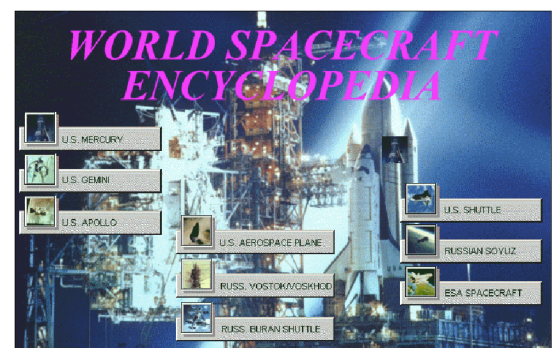 WORLD SPACECRAFT
ENCYCLOPEDIA
U.S. MERCURY
U.S. GEMINI
U.S. APOLLO
U.S. AEROSPACE PLANE
RUSS. VOSTOK/VOSKHOD
RUSS. BURAN SHUTTLE
U.S. SHUTTLE
RUSSIAN SOYUZ
ESA SPACECRAFT